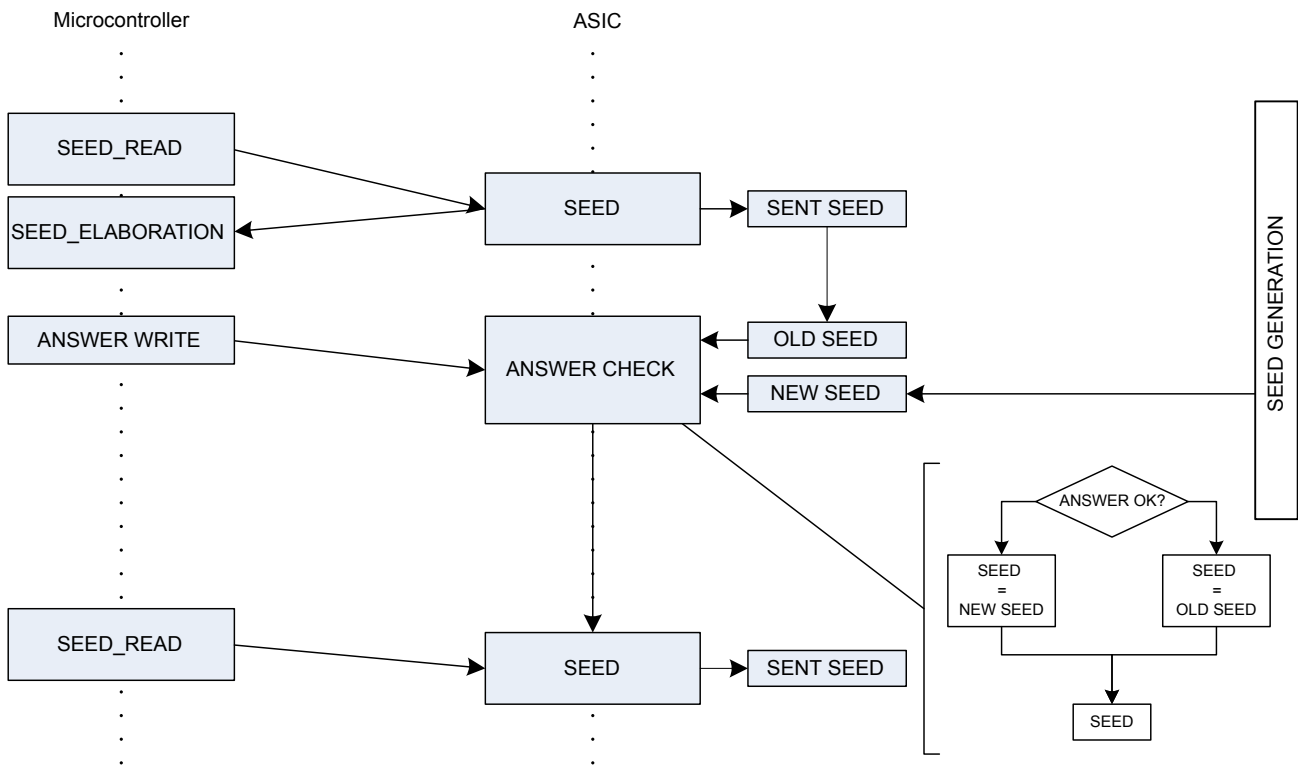 Microcontroller
ASIC
SEED_READ
SEED
SENT SEED
SEED_ELABORATION
SEED GENERATION
ANSWER WRITE
ANSWER CHECK
OLD SEED
NEW SEED
ANSWER OK?
SEED
=
NEW SEED
SEED
=
OLD SEED
SEED_READ
SEED
SENT SEED
SEED